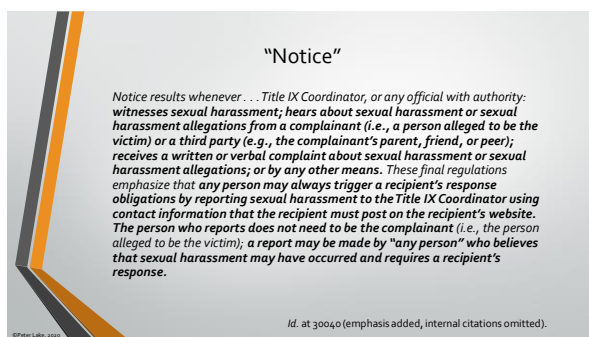 “Notice”
Notice results whenever . . . Title IX Coordinator, or any official with authority:
witnesses sexual harassment; hears about sexual harassment or sexual
harassment allegations from a complainant (i.e., a person alleged to be the
victim) or a third party (e.g., the complainant’s parent, friend, or peer);
receives a written or verbal complaint about sexual harassment or sexual
harassment allegations; or by any other means. These final regulations
emphasize that any person may always trigger a recipient’s response
obligations by reporting sexual harassment to the Title IX Coordinator using
contact information that the recipient must post on the recipient’s website.
The person who reports does not need to be the complainant (i.e., the person
alleged to be the victim); a report may be made by “any person” who believes
that sexual harassment may have occurred and requires a recipient’s
response.
Id. at 30040 (emphasis added, internal citations omitted).
©Peter Lake, 2020